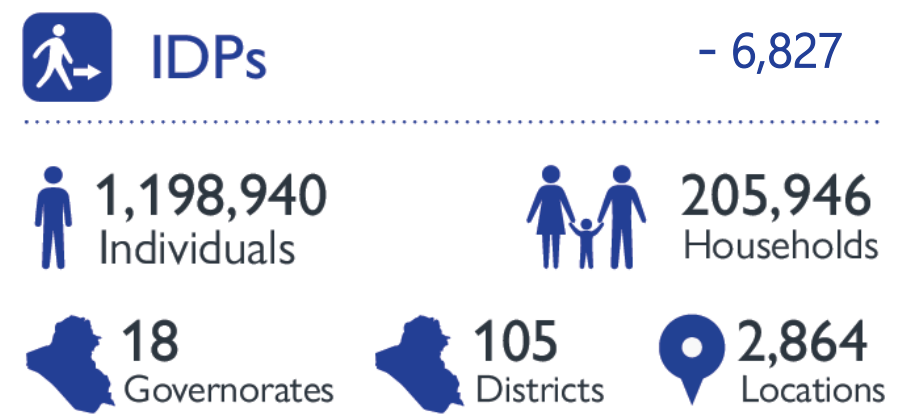 IDPs - 6,827
1,198,940 205,946
Individuals Households
18 105 2,864
Governorates Districts Locations